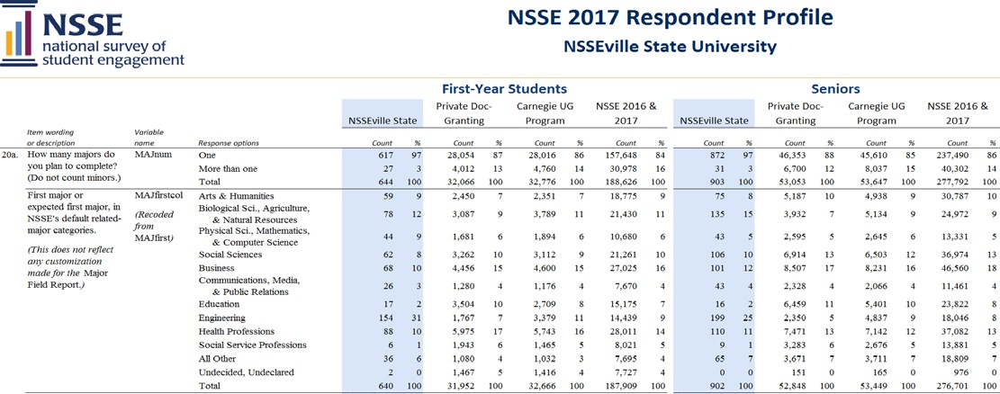 NSSE
national survey of
student engagement
NSSE 2017 Respondent Profile
NSSEville State University
First-Year Students Seniors
NSSEville State Private Doc-Granting Carnegie UG Program NSSE 2016 & 2017 NSSEville State Private Doc-Granting Carnegie UG Program NSSE 2016 & 2017
Item wording or description Variable name Response options Count % Count % Count % Count % Count % Count % Count % Count %
20a. How many majors do you plan to complete? (Do not count minors.) MAJnum One 617 97 28,054 87 28,016 86 157,648 84 872 97 46,353 88 45,610 85 237,490 86
More than one 27 3 4,012 13 4,760 14 30,978 16 31 3 6,700 12 8,037 15 40,302 14
Total 644 100 32,066 100 32,776 100 188,626 100 903 100 53,053 100 53,647 100 277,792 100
First major or expected first major, in NSSE's default related-major categories. (This does not reflect any customization made for the Major Field Report.) MAJfirstcol (Recoded from MAJfirst) Arts & Humanities 59 9 2,450 7 2,351 7 18,775 9 75 8 5,187 10 4,938 9 30,787 10
Biological Sci., Agriculture, & Natural Resources 78 12 3,087 9 3,789 11 21,430 11 135 15 3,932 7 5,134 9 24,972 9
Physical Sci., Mathematics, & Computer Science 44 9 1,681 6 1,894 6 10,680 6 43 5 2,595 5 2,645 6 13,331 5
Social Sciences 62 8 3,262 10 3,112 9 21,261 10 106 10 6,914 13 6,503 12 36,974 13
Business 68 10 4,456 15 4,600 15 27,025 16 101 12 8,507 17 8,231 16 46,560 18
Communications, Media, & Public Relations 26 3 1,280 4 1,176 4 7,670 4 43 4 2,328 4 2,066 4 11,461 4
Education 17 2 3,504 10 2,709 8 15,175 7 16 2 6,459 11 5,401 10 23,822 8
Engineering 154 31 1,767 7 3,379 11 14,439 9 199 25 2,350 5 4,837 9 18,046 8
Health Professions 88 10 5,975 17 5,743 16 28,011 14 110 11 7,471 13 7,142 12 37,082 13
Social Service Professions 6 1 1,943 6 1,465 5 8,021 5 9 1 3,283 6 2,676 5 13,881 5
All Other 36 6 1,080 4 1,032 3 7,695 4 65 7 3,671 7 3,711 7 18,809 7
Undecided, Undeclared 2 0 1,467 5 1,416 4 7,727 4 0 0 151 0 165 0 976 0
Total 640 100 31,952 100 32,666 100 187,909 100 902 100 52,848 100 53,449 100 276,701 100